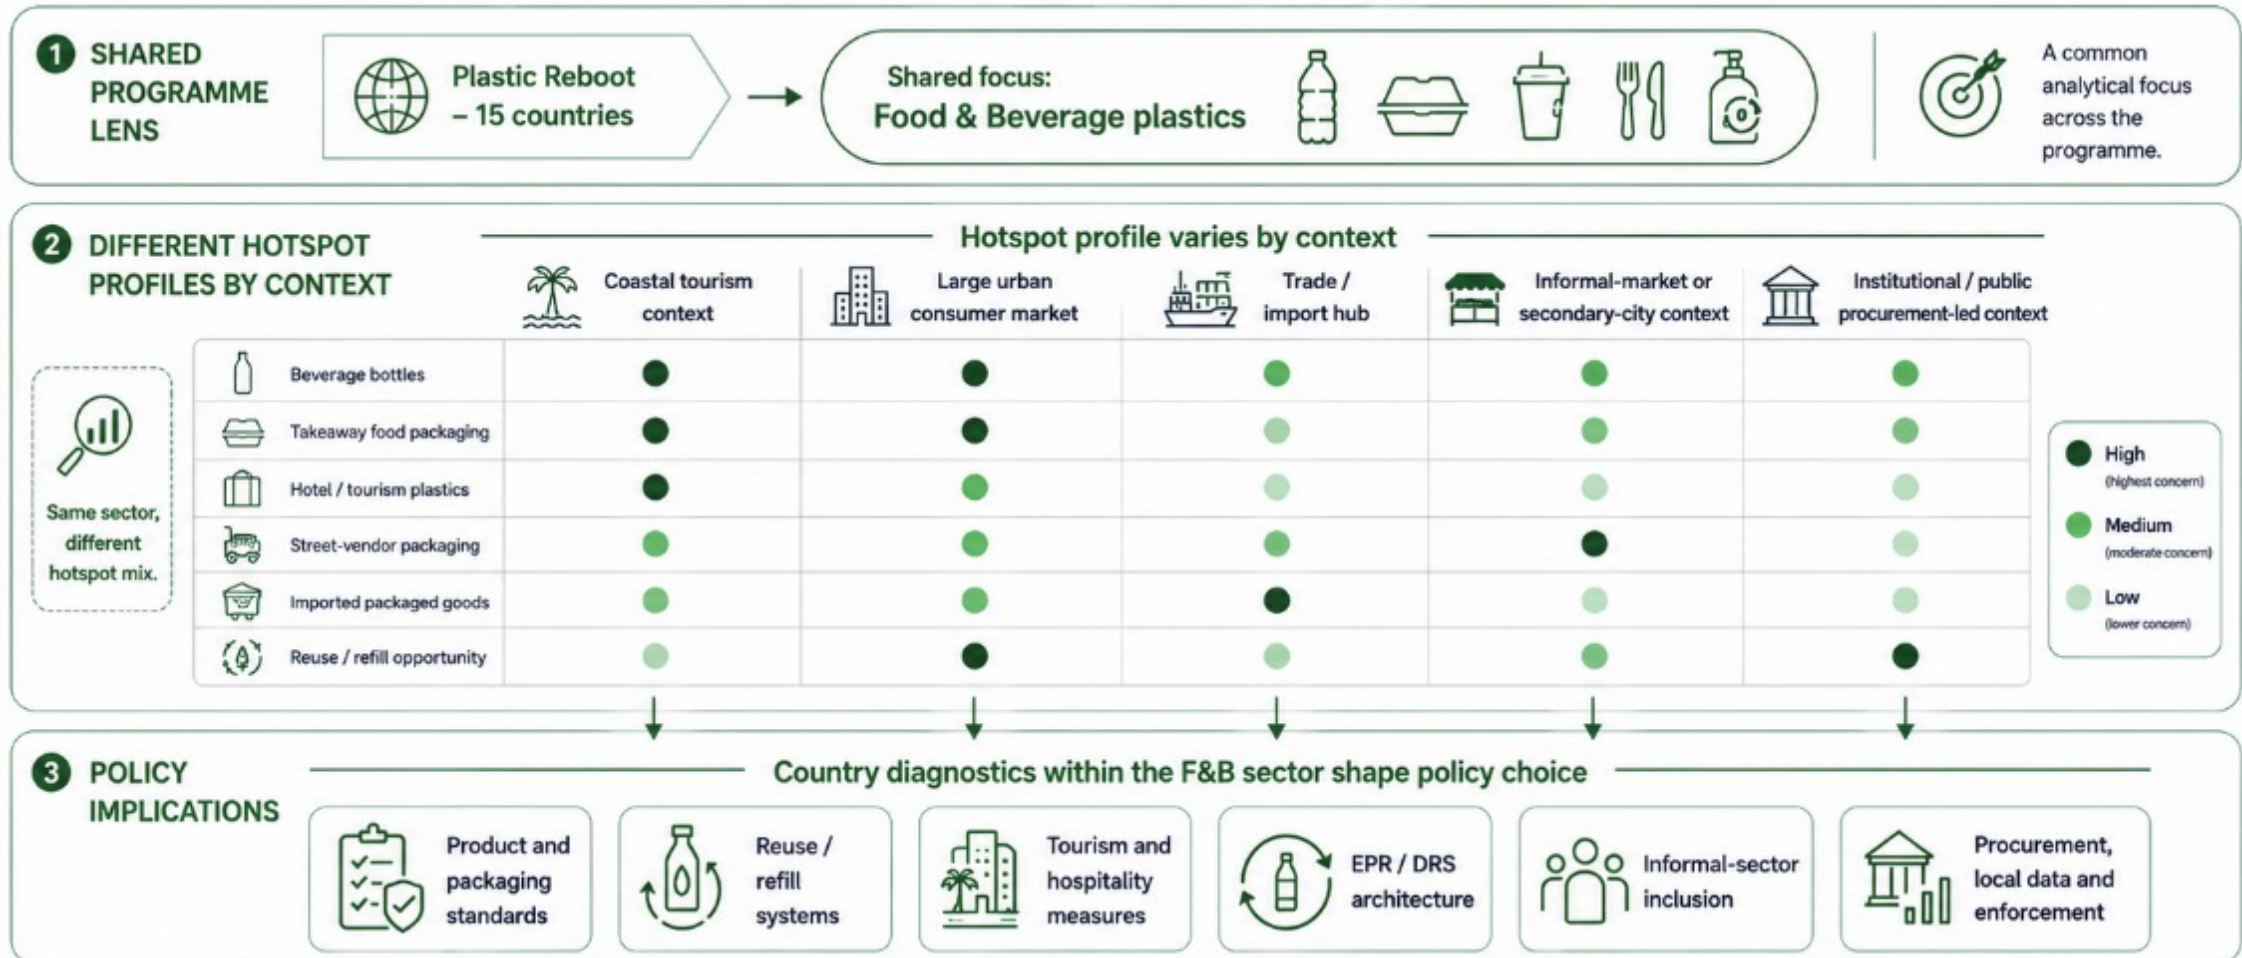 1 SHARED
PROGRAMME
LENS
Plastic Reboot
– 15 countries
Shared focus:
Food & Beverage plastics
A common
analytical focus
across the
programme.
2 DIFFERENT HOTSPOT
PROFILES BY CONTEXT
Hotspot profile varies by context
Coastal tourism
context
Large urban
consumer market
Trade /
import hub
Informal-market or
secondary-city context
Institutional / public
procurement-led context
Same sector,
different
hotspot mix.
Beverage bottles
Takeaway food packaging
Hotel / tourism plastics
Street-vendor packaging
Imported packaged goods
Reuse / refill opportunity
High
(highest concern)
Medium
(moderate concern)
Low
(lower concern)
3 POLICY
IMPLICATIONS
Country diagnostics within the F&B sector shape policy choice
Product and
packaging
standards
Reuse /
refill
systems
Tourism and
hospitality
measures
EPR / DRS
architecture
Informal-sector
inclusion
Procurement,
local data and
enforcement